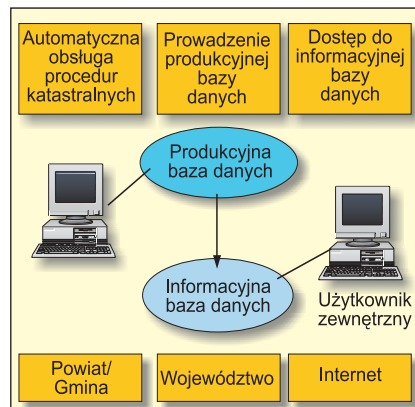 Automatyczna
obsługa
procedur
katastralnych
Prowadzenie
produkcyjnej
bazy
danych
Dostęp do
informacyjnej
bazy
danych
Produkcyjna
baza danych
Informacyjna
baza danych
Użytkownik
zewnętrzny
Powiat/
Gmina
Województwo
Internet